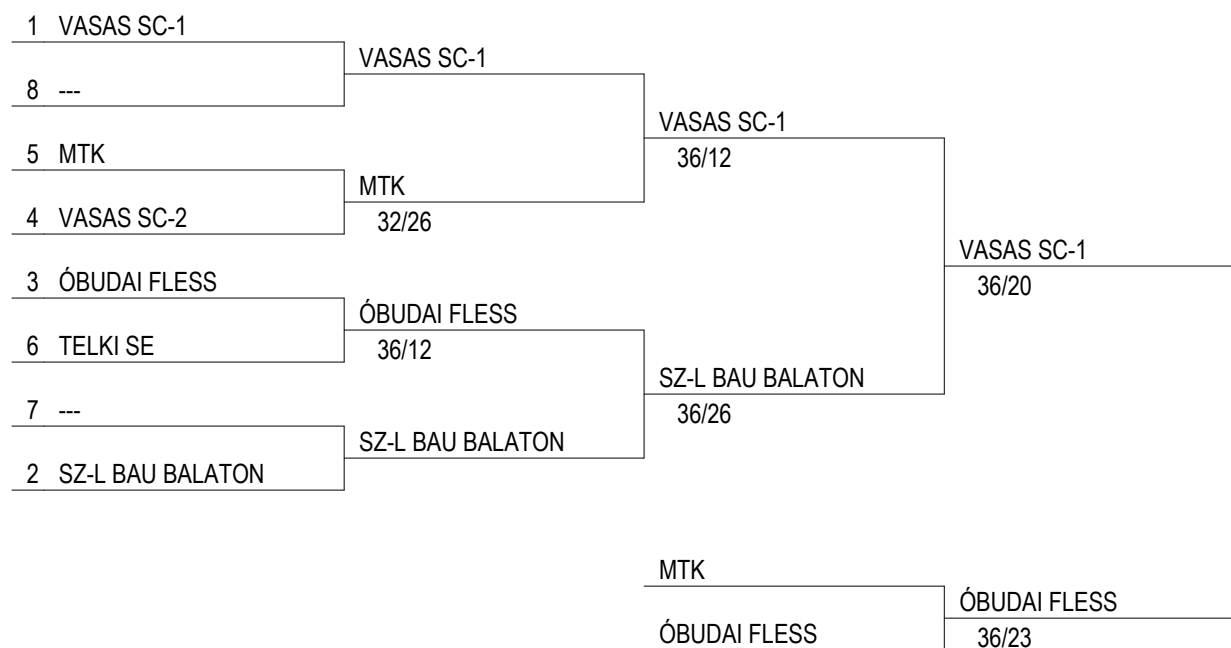 1 VASAS SC-1
VASAS SC-1
8 ---
VASAS SC-1
36/12
5 MTK
MTK
32/26
4 VASAS SC-2
VASAS SC-1
36/20
3 ÓBUDAI FLESS
ÓBUDAI FLESS
36/12
6 TELKI SE
SZ-L BAU BALATON
36/26
7 ---
SZ-L BAU BALATON
2 SZ-L BAU BALATON
MTK
ÓBUDAI FLESS
36/23
ÓBUDAI FLESS